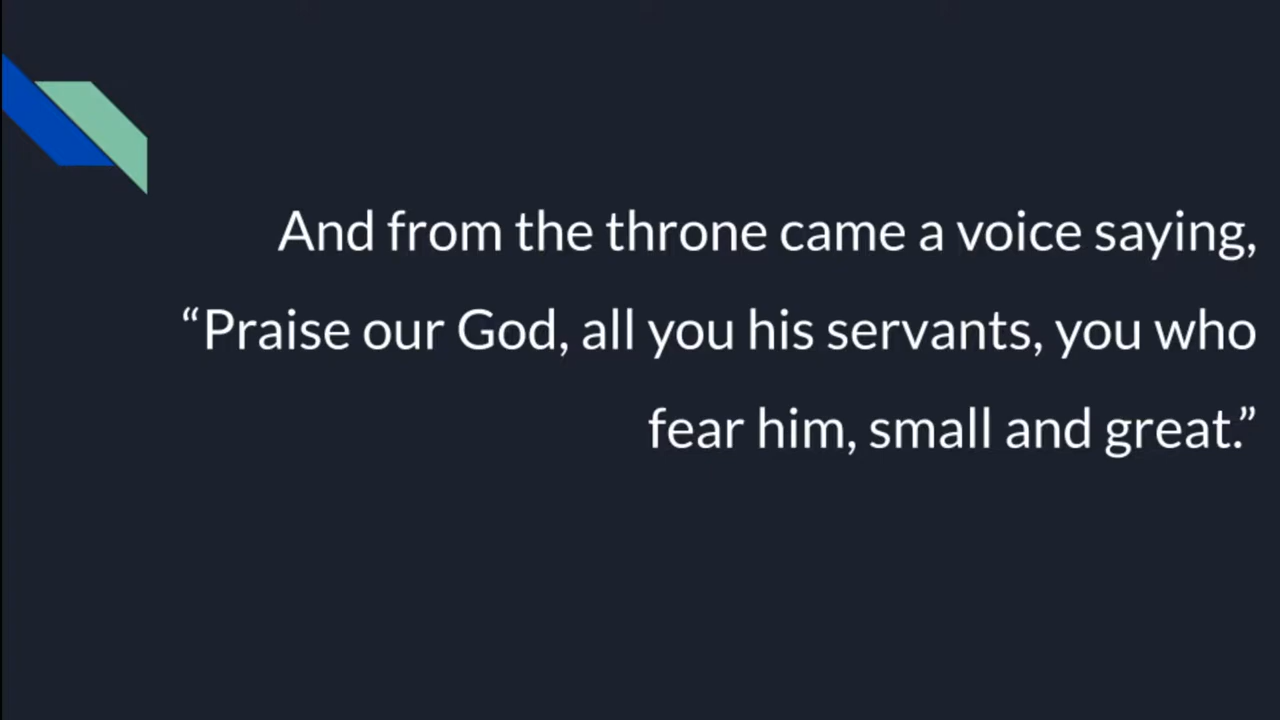 And from the throne came a voice saying,
“Praise our God, all you his servants, you who
fear him, small and great.”